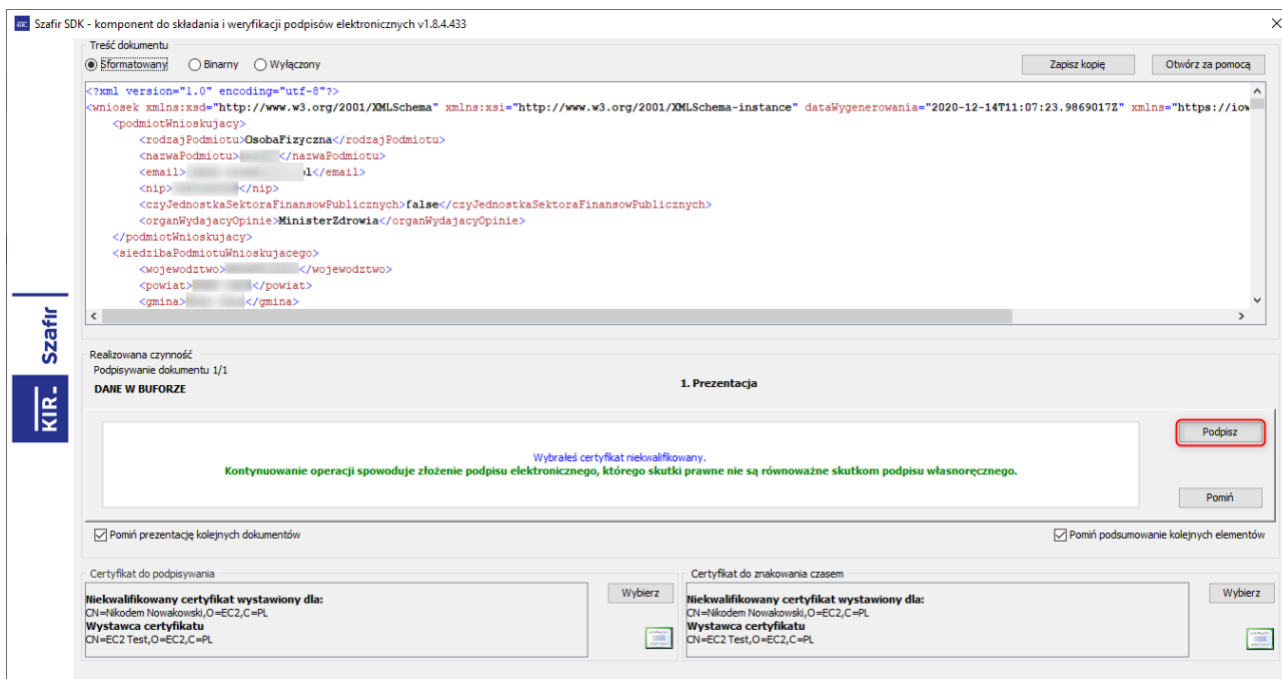 KIR. Szafir SDK - komponent do składania i weryfikacji podpisów elektronicznych v1.8.4.433
Treść dokumentu
Sformatowany Binarny Wyłączony Zapisz kopię Otwórz za pomocą
<?xml version="1.0" encoding="utf-8"?>
<wniosek xmlns:xsd="http://www.w3.org/2001/XMLSchema" xmlns:xsi="http://www.w3.org/2001/XMLSchema-instance" dataWygenerowania="2020-12-14T11:07:23.9869017Z" xmlns="https://iow
<podmiotWnioskujacy>
<rodzajPodmiotu>OsobaFizyczna</rodzajPodmiotu>
<nazwaPodmiotu> </nazwaPodmiotu>
<email> l</email>
<nip> </nip>
<czyJednostkaSektoraFinansowPublicznych>false</czyJednostkaSektoraFinansowPublicznych>
<organWydajacyOpinie>MinisterZdrowia</organWydajacyOpinie>
</podmiotWnioskujacy>
<siedzibaPodmiotuWnioskujacego>
<wojewodztwo> </wojewodztwo>
<powiat> </powiat>
<gmina> </gmina>
KIR. Szafir
Realizowana czynność
Podpisywanie dokumentu 1/1
DANE W BUFORZE
1. Prezentacja
Wybrałeś certyfikat niekwalifikowany.
Kontynuowanie operacji spowoduje złożenie podpisu elektronicznego, którego skutki prawne nie są równoważne skutkom podpisu własnoręcznego.
Podpisz
Pomiń
Pomiń prezentację kolejnych dokumentów
Pomiń podsumowanie kolejnych elementów
Certyfikat do podpisywania
Niekwalifikowany certyfikat wystawiony dla:
CN=Nikodem Nowakowski,O=EC2,C=PL
Wystawca certyfikatu
CN=EC2 Test,O=EC2,C=PL
Wybierz
Certyfikat do znakowania czasem
Niekwalifikowany certyfikat wystawiony dla:
CN=Nikodem Nowakowski,O=EC2,C=PL
Wystawca certyfikatu
CN=EC2 Test,O=EC2,C=PL
Wybierz